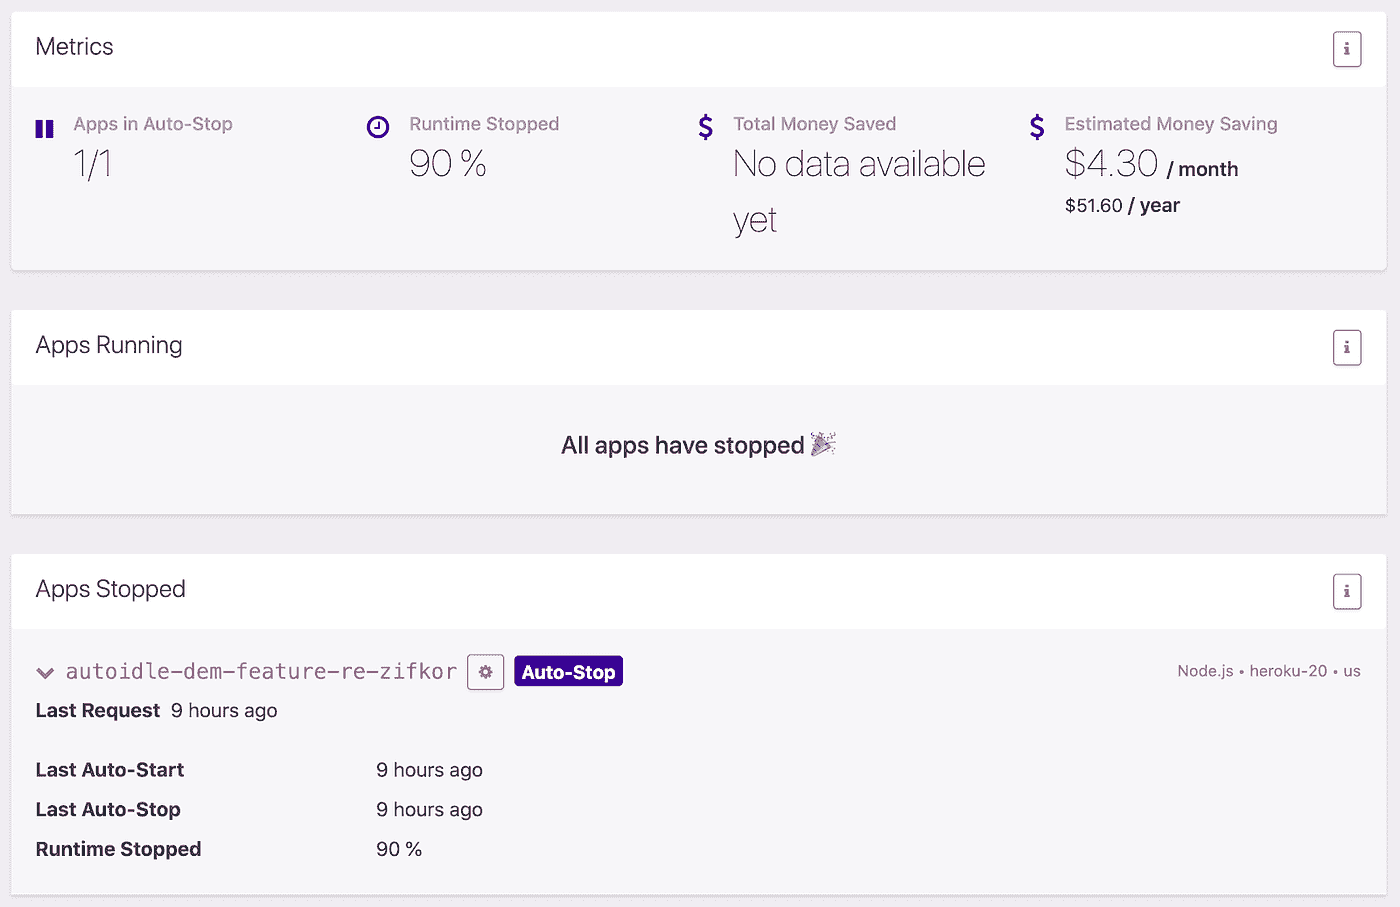 Metrics
Apps in Auto-Stop
1/1
Runtime Stopped
90 %
Total Money Saved
No data available
yet
Estimated Money Saving
$4.30 / month
$51.60 / year
Apps Running
All apps have stopped 🎉
Apps Stopped
autoidle-dem-feature-re-zifkor Auto-Stop Node.js • heroku-20 • us
Last Request 9 hours ago
Last Auto-Start 9 hours ago
Last Auto-Stop 9 hours ago
Runtime Stopped 90 %